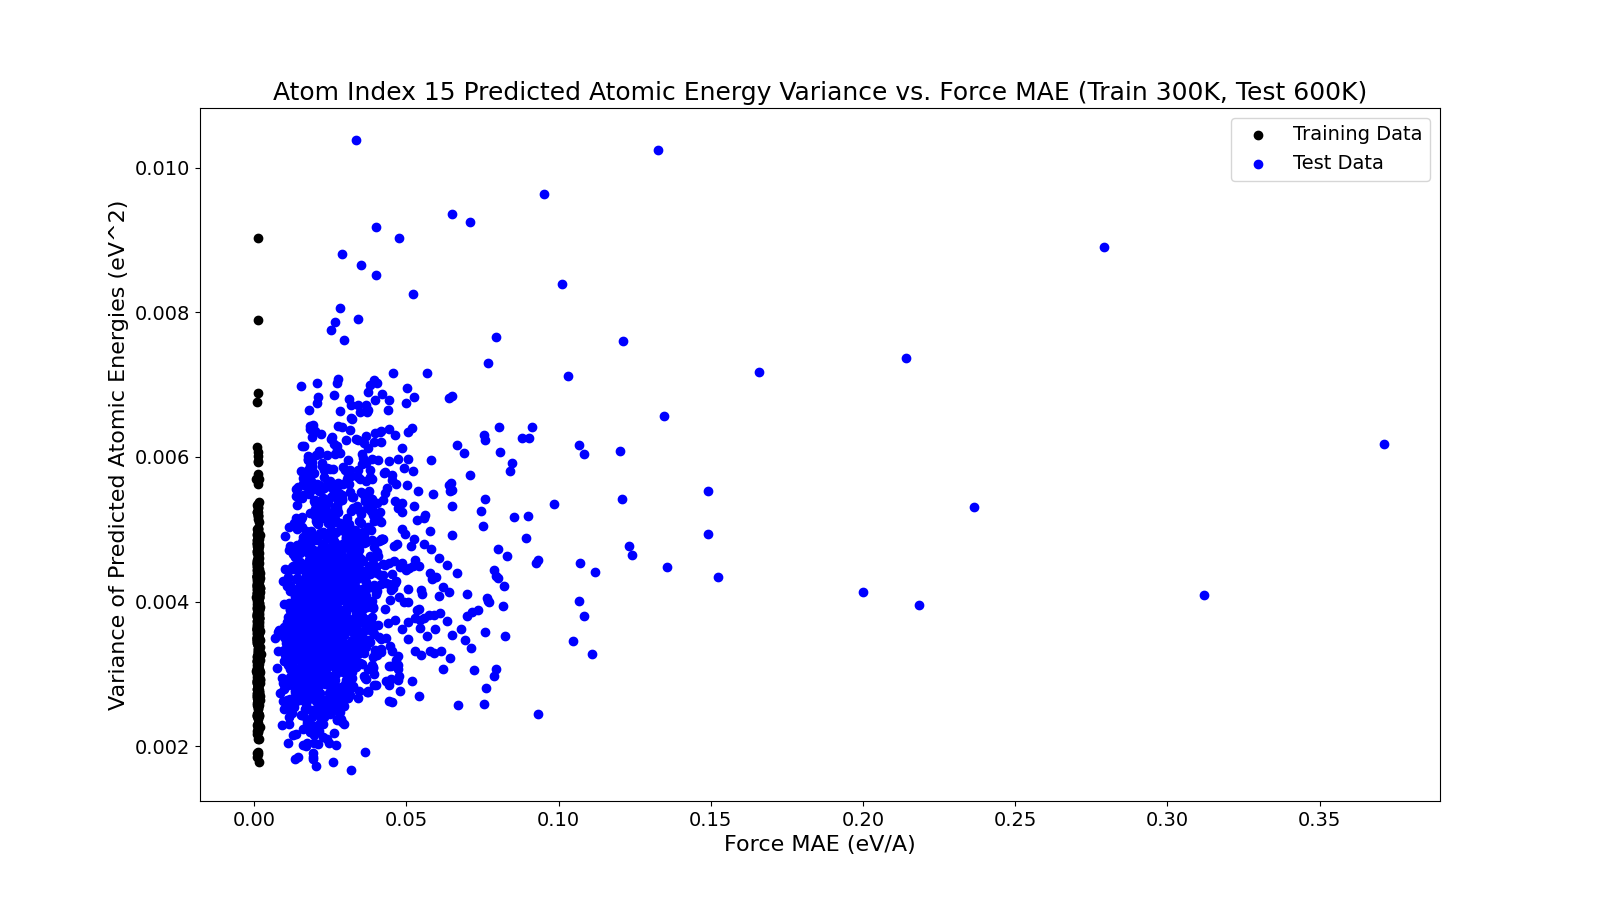 Atom Index 15 Predicted Atomic Energy Variance vs. Force MAE (Train 300K, Test 600K)
Training Data
Test Data
Variance of Predicted Atomic Energies (eV^2)
0.010
0.008
0.006
0.004
0.002
0.00 0.05 0.10 0.15 0.20 0.25 0.30 0.35
Force MAE (eV/A)